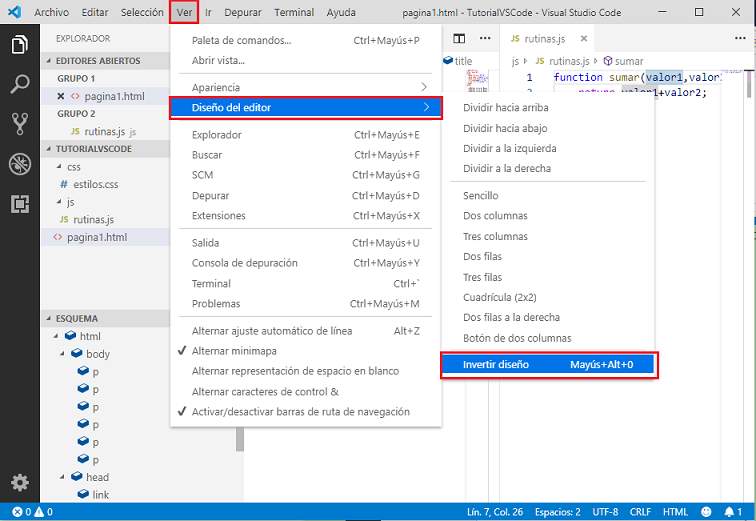 Archivo Editar Selección Ver Ir Depurar Terminal Ayuda pagina1.html - TutorialVSCode - Visual Studio Code
EXPLORADOR
EDITORES ABIERTOS
GRUPO 1
pagina1.html
GRUPO 2
rutinas.js js
TUTORIALVSCODE
css
# estilos.css
js
JS rutinas.js
<> pagina1.html
ESQUEMA
html
body
p
p
p
p
p
head
link
Paleta de comandos... Ctrl+Mayús+P
Abrir vista...
Apariencia
Diseño del editor
Explorador Ctrl+Mayús+E
Buscar Ctrl+Mayús+F
SCM Ctrl+Mayús+G
Depurar Ctrl+Mayús+D
Extensiones Ctrl+Mayús+X
Salida Ctrl+Mayús+U
Consola de depuración Ctrl+Mayús+Y
Terminal Ctrl+`
Problemas Ctrl+Mayús+M
Alternar ajuste automático de línea Alt+Z
Alternar minimapa
Alternar representación de espacio en blanco
Alternar caracteres de control &
Activar/desactivar barras de ruta de navegación
Dividir hacia arriba
Dividir hacia abajo
Dividir a la izquierda
Dividir a la derecha
Sencillo
Dos columnas
Tres columnas
Dos filas
Tres filas
Cuadrícula (2x2)
Dos filas a la derecha
Botón de dos columnas
Invertir diseño Mayús+Alt+0
title
JS rutinas.js
js JS rutinas.js sumar
1 function sumar(valor1,valor2
2 return valor1+valor2;
0 0 Lín. 7, Col. 26 Espacios: 2 UTF-8 CRLF HTML 1